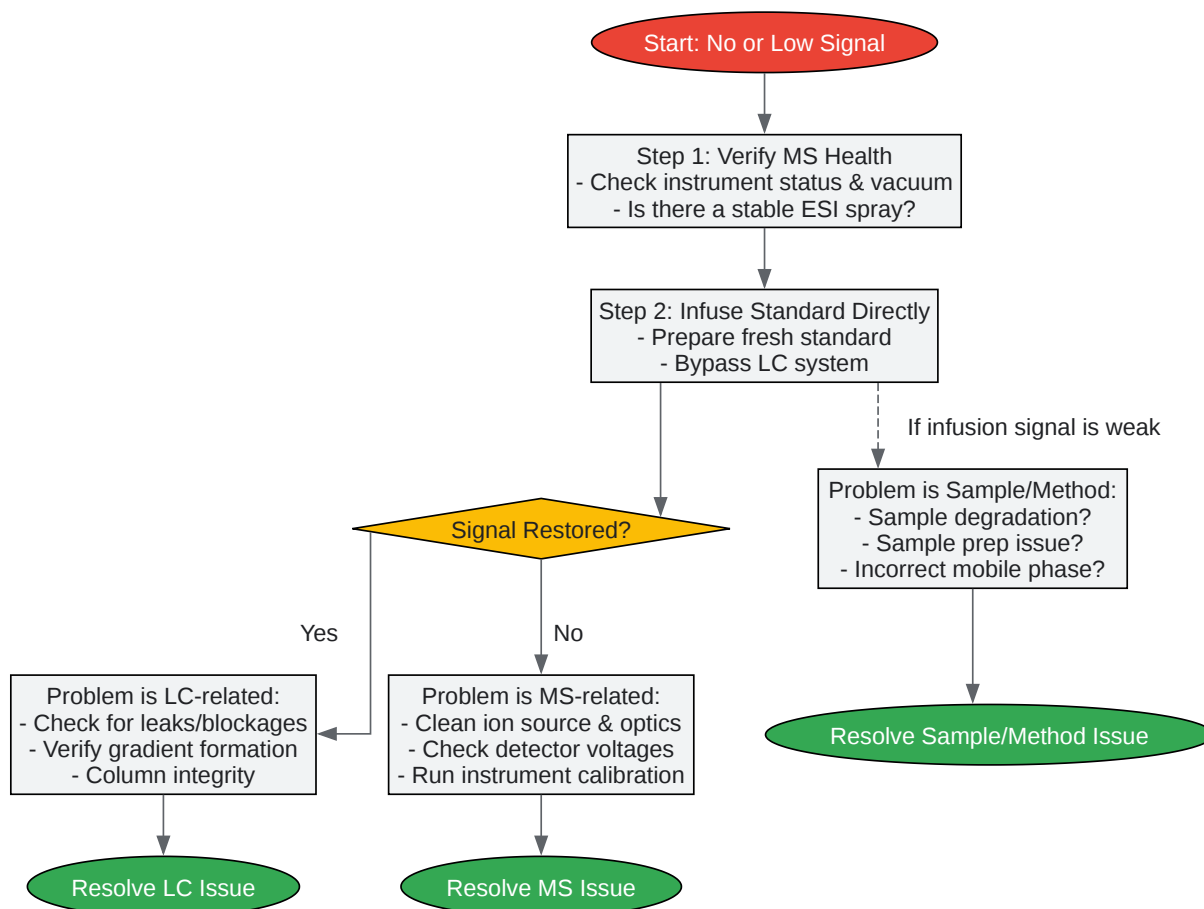 Start: No or Low Signal
Step 1: Verify MS Health
- Check instrument status & vacuum
- Is there a stable ESI spray?
Step 2: Infuse Standard Directly
- Prepare fresh standard
- Bypass LC system
If infusion signal is weak
Problem is Sample/Method:
- Sample degradation?
- Sample prep issue?
- Incorrect mobile phase?
Signal Restored?
Yes
No
Problem is LC-related:
- Check for leaks/blockages
- Verify gradient formation
- Column integrity
Problem is MS-related:
- Clean ion source & optics
- Check detector voltages
- Run instrument calibration
Resolve Sample/Method Issue
Resolve LC Issue
Resolve MS Issue